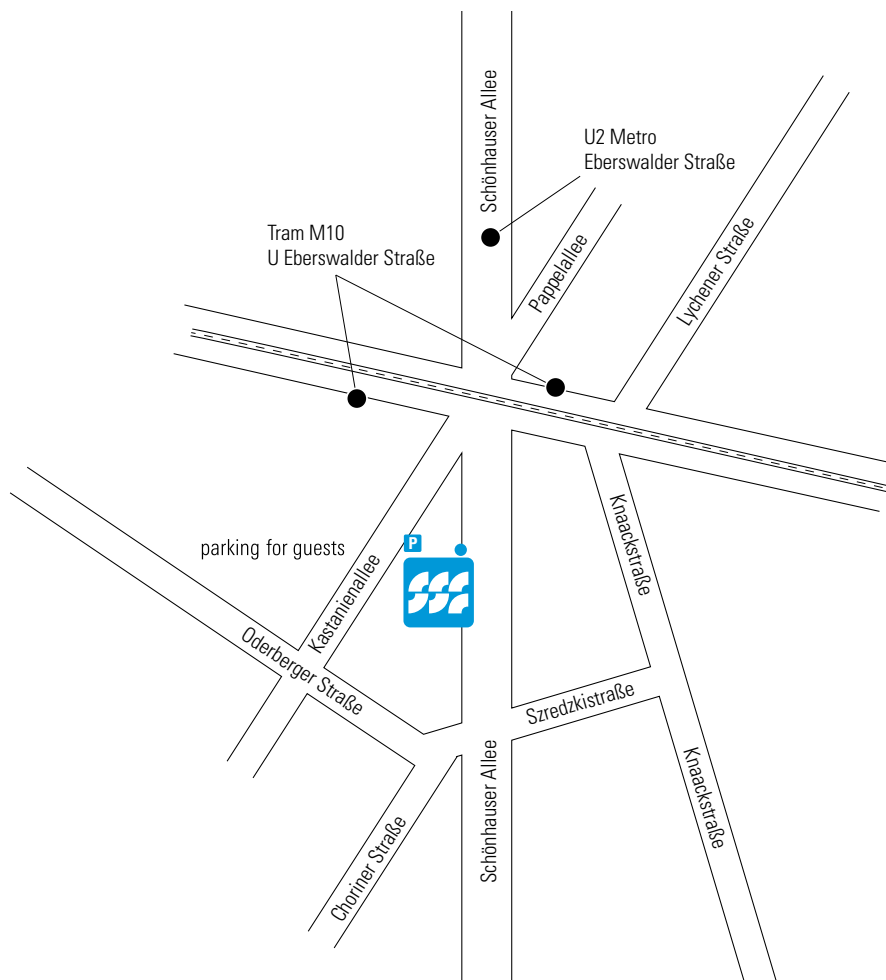 Schönhauser Allee
U2 Metro
Eberswalder Straße
Tram M10
U Eberswalder Straße
Pappelallee
Lychener Straße
Knaackstraße
parking for guests
P
Kastanienallee
Oderberger Straße
Szredzkistraße
Schönhauser Allee
Knaackstraße
Choriner Straße